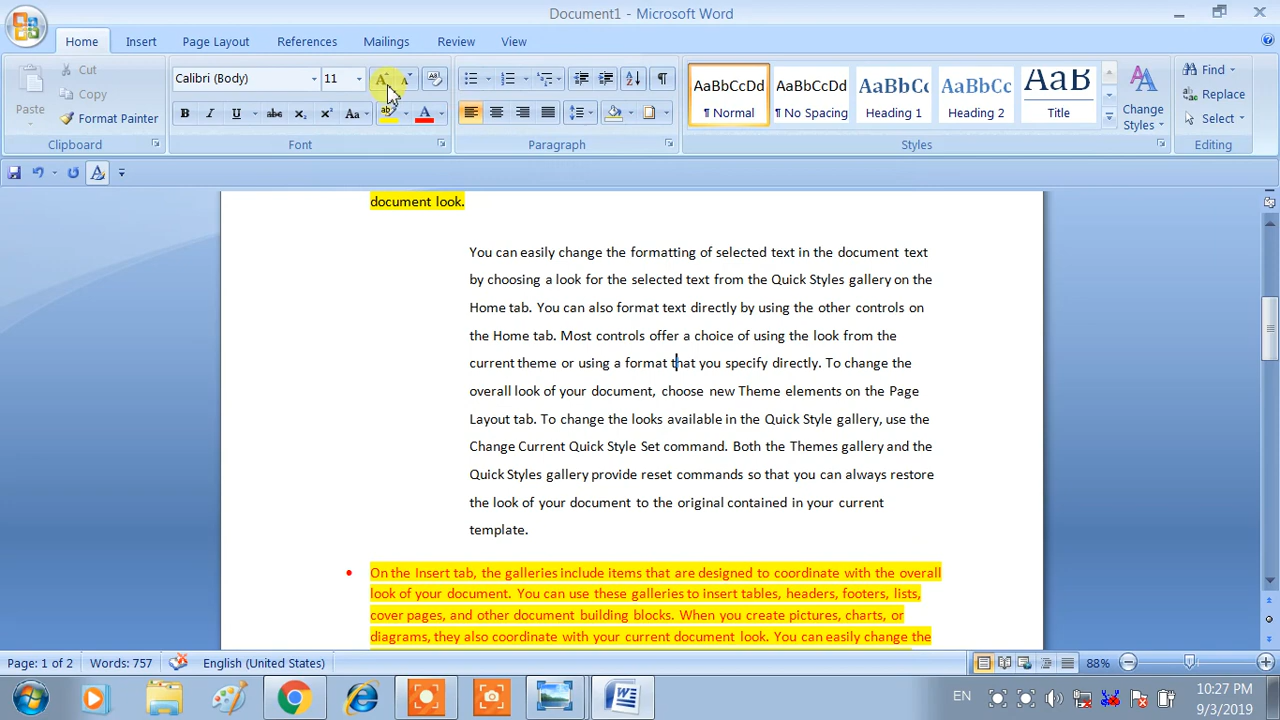 Document1 - Microsoft Word
Home Insert Page Layout References Mailings Review View
Paste
Cut
Copy
Format Painter
Clipboard
Calibri (Body) 11
B I U abc x₂ x² Aa ab A
Font
Paragraph
AaBbCcDd AaBbCcDd AaBbCc AaBbCc AaB
¶ Normal ¶ No Spacing Heading 1 Heading 2 Title
Change Styles
Styles
Find
Replace
Select
Editing
document look.
You can easily change the formatting of selected text in the document text
by choosing a look for the selected text from the Quick Styles gallery on the
Home tab. You can also format text directly by using the other controls on
the Home tab. Most controls offer a choice of using the look from the
current theme or using a format that you specify directly. To change the
overall look of your document, choose new Theme elements on the Page
Layout tab. To change the looks available in the Quick Style gallery, use the
Change Current Quick Style Set command. Both the Themes gallery and the
Quick Styles gallery provide reset commands so that you can always restore
the look of your document to the original contained in your current
template.
• On the Insert tab, the galleries include items that are designed to coordinate with the overall
look of your document. You can use these galleries to insert tables, headers, footers, lists,
cover pages, and other document building blocks. When you create pictures, charts, or
diagrams, they also coordinate with your current document look. You can easily change the
Page: 1 of 2 Words: 757 English (United States) 88%
EN
10:27 PM
9/3/2019